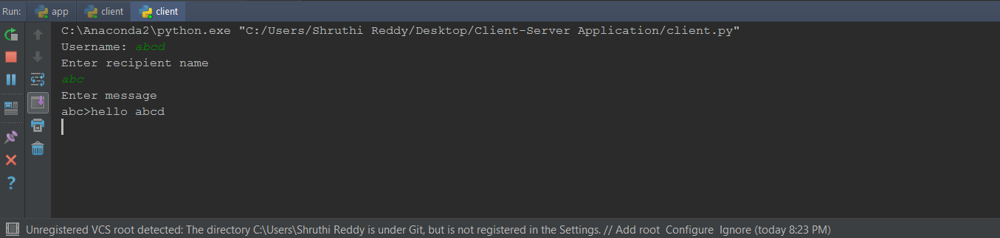 Run: app client client
C:\Anaconda2\python.exe "C:/Users/Shruthi Reddy/Desktop/Client-Server Application/client.py"
Username: abcd
Enter recipient name
abc
Enter message
abc>hello abcd
?
Unregistered VCS root detected: The directory C:\Users\Shruthi Reddy is under Git, but is not registered in the Settings. // Add root Configure Ignore (today 8:23 PM)